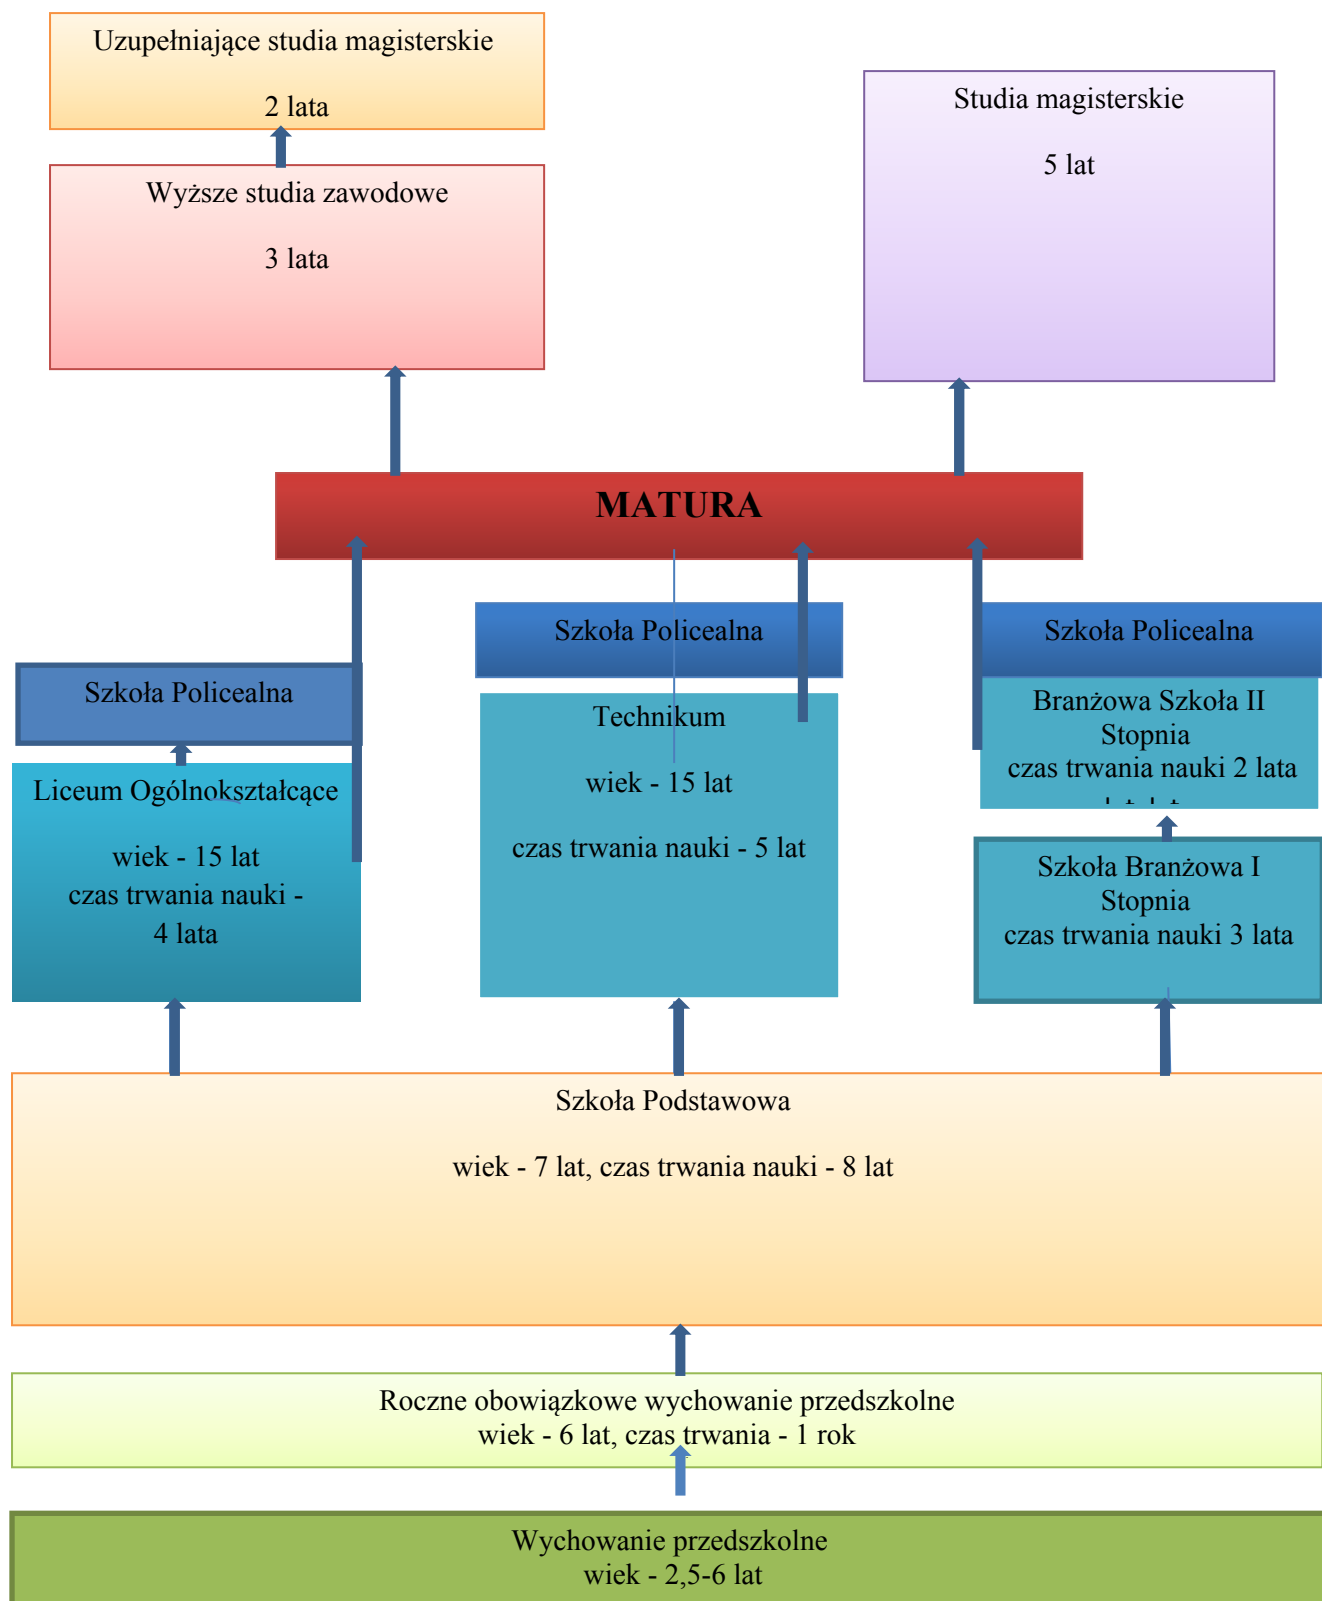 Uzupełniające studia magisterskie
2 lata
Studia magisterskie
5 lat
Wyższe studia zawodowe
3 lata
MATURA
Szkoła Policealna
Szkoła Policealna
Szkoła Policealna
Liceum Ogólnokształcące
wiek - 15 lat
czas trwania nauki -
4 lata
Technikum
wiek - 15 lat
czas trwania nauki - 5 lat
Branżowa Szkoła II
Stopnia
czas trwania nauki 2 lata
Szkoła Branżowa I
Stopnia
czas trwania nauki 3 lata
Szkoła Podstawowa
wiek - 7 lat, czas trwania nauki - 8 lat
Roczne obowiązkowe wychowanie przedszkolne
wiek - 6 lat, czas trwania - 1 rok
Wychowanie przedszkolne
wiek - 2,5-6 lat